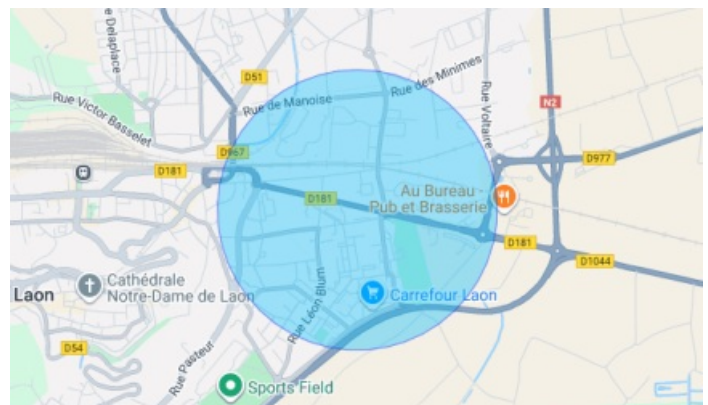 e Delaplace
D51
Rue des Minimes
Rue de Manoise
Rue Victor Basselet
Rue Voltaire
N2
D967
D977
D181
D181
Au Bureau -
Pub et Brasserie
D181
D1044
Cathédrale
Notre-Dame de Laon
Laon
Carrefour Laon
Rue Léon Blum
D54
Rue Pasteur
Sports Field